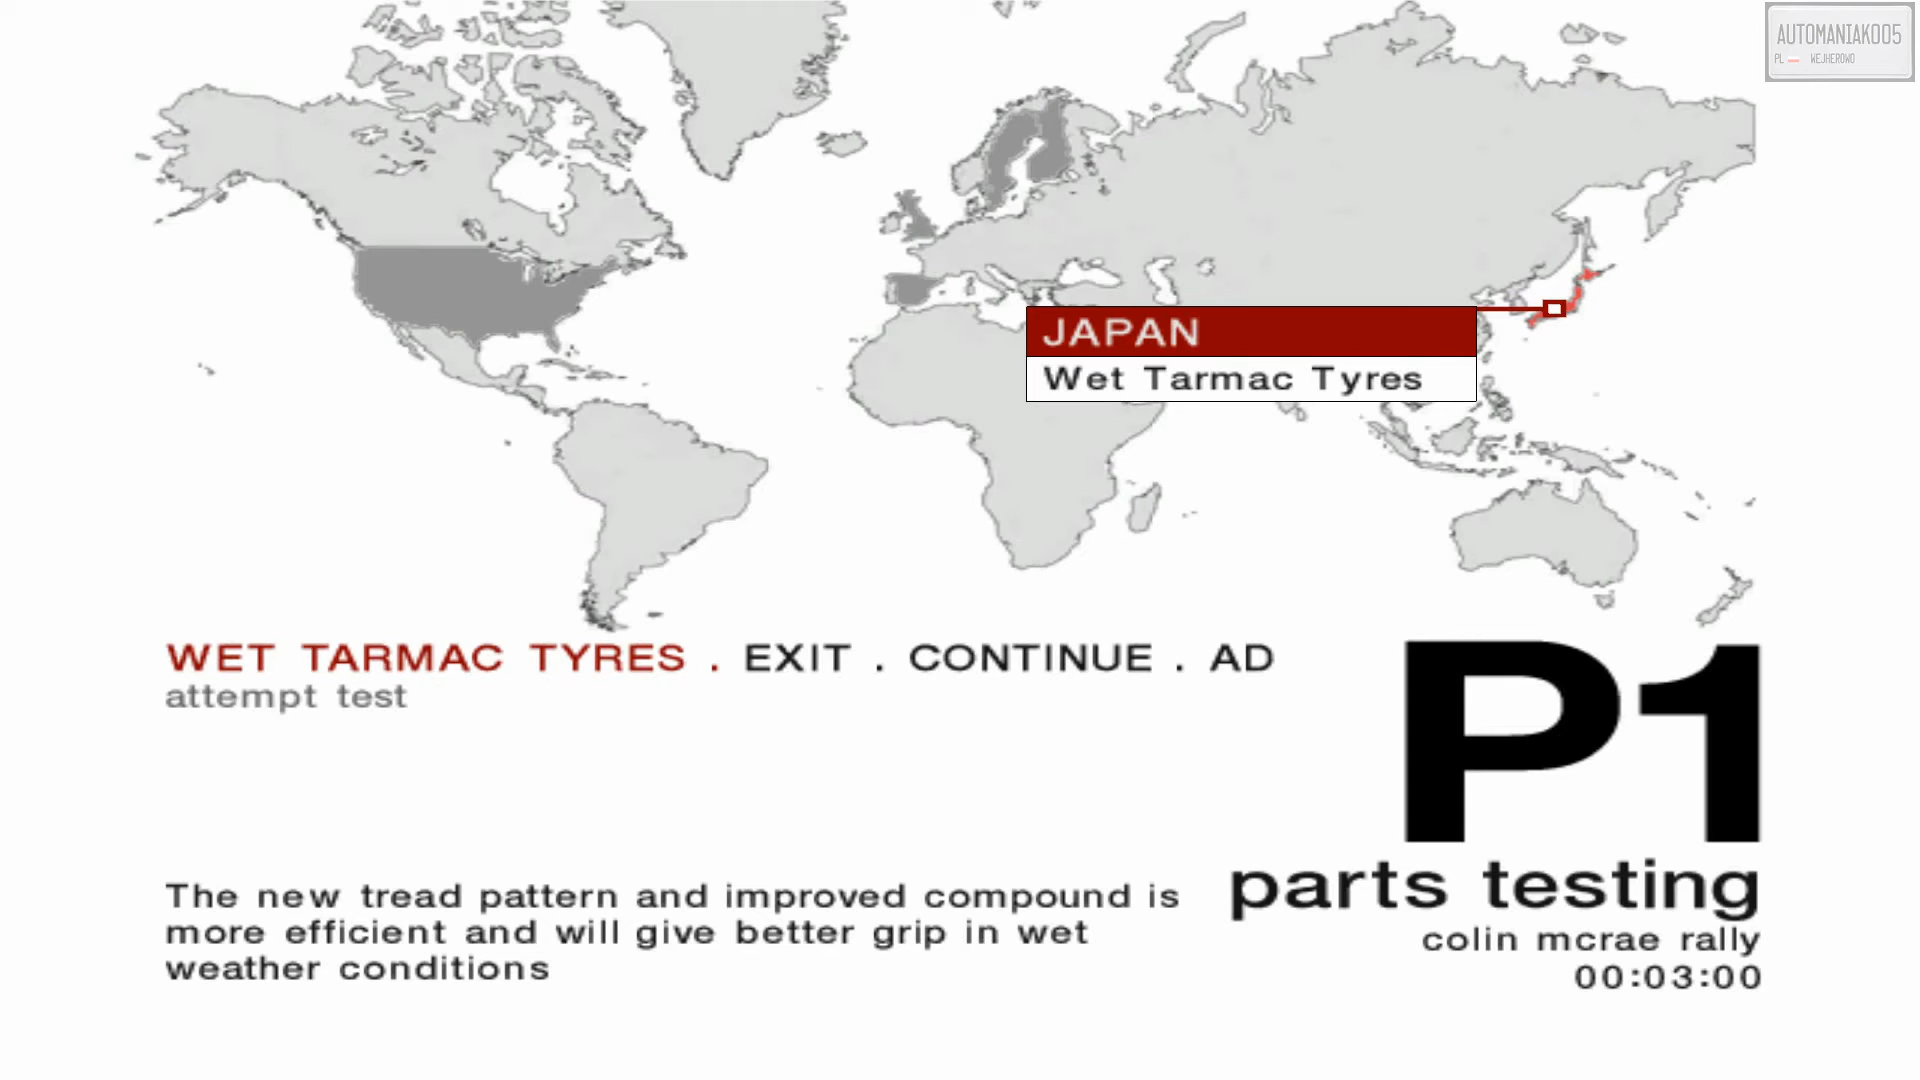 AUTOMANIAK005
PL WEJHEROWO
JAPAN
Wet Tarmac Tyres
WET TARMAC TYRES . EXIT . CONTINUE . AD
attempt test
P1
parts testing
colin mcrae rally
00:03:00
The new tread pattern and improved compound is
more efficient and will give better grip in wet
weather conditions